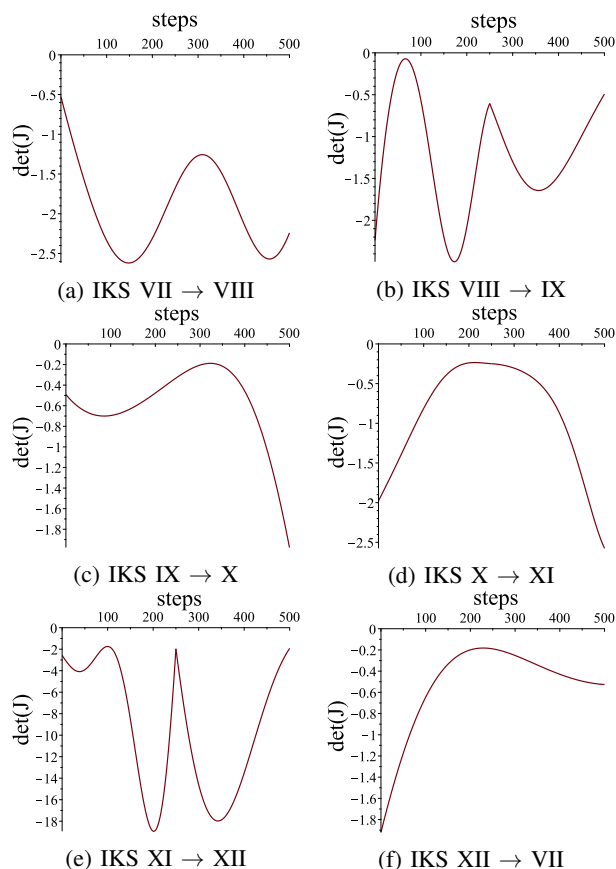 steps
100 200 300 400 500
0
−0.5
−1
−1.5
−2
−2.5
det(J)
(a) IKS VII → VIII
steps
100 200 300 400 500
0
−0.5
−1
−1.5
−2
det(J)
(b) IKS VIII → IX
steps
100 200 300 400 500
0
−0.2
−0.4
−0.6
−0.8
−1
−1.2
−1.4
−1.6
−1.8
det(J)
(c) IKS IX → X
steps
100 200 300 400 500
0
−0.5
−1
−1.5
−2
−2.5
det(J)
(d) IKS X → XI
steps
100 200 300 400 500
0
−2
−4
−6
−8
−10
−12
−14
−16
−18
det(J)
(e) IKS XI → XII
steps
100 200 300 400 500
0
−0.2
−0.4
−0.6
−0.8
−1
−1.2
−1.4
−1.6
−1.8
det(J)
(f) IKS XII → VII